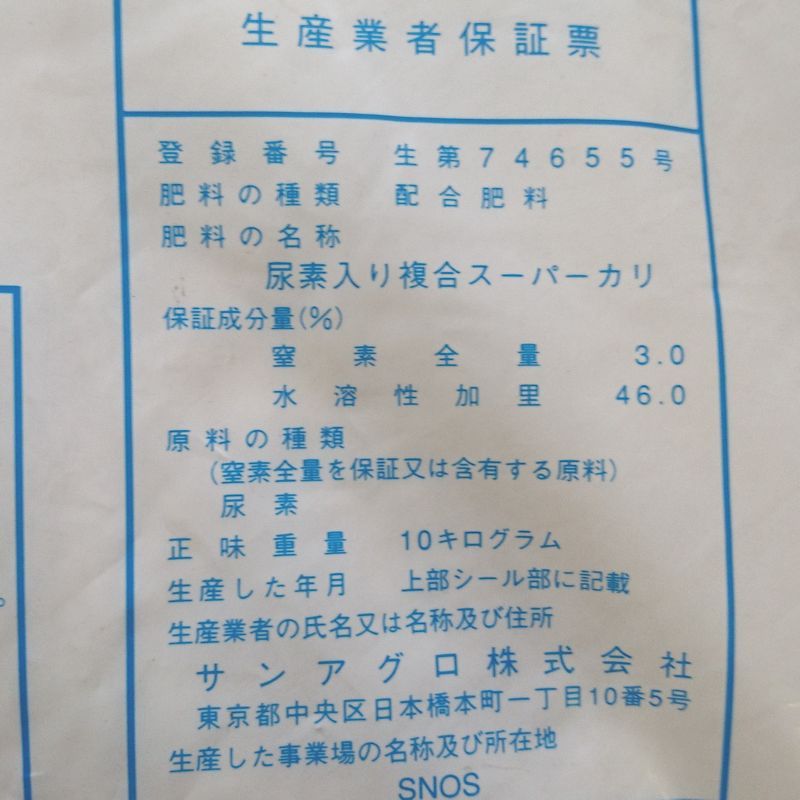 生産業者保証票
登録番号 生第74655号
肥料の種類 配合肥料
肥料の名称
尿素入り複合スーパーカリ
保証成分量(%)
窒素全量 3.0
水溶性加里 46.0
原料の種類
(窒素全量を保証又は含有する原料)
尿素
正味重量 10キログラム
生産した年月 上部シール部に記載
生産業者の氏名又は名称及び住所
サンアグロ株式会社
東京都中央区日本橋本町一丁目10番5号
生産した事業場の名称及び所在地
SNOS